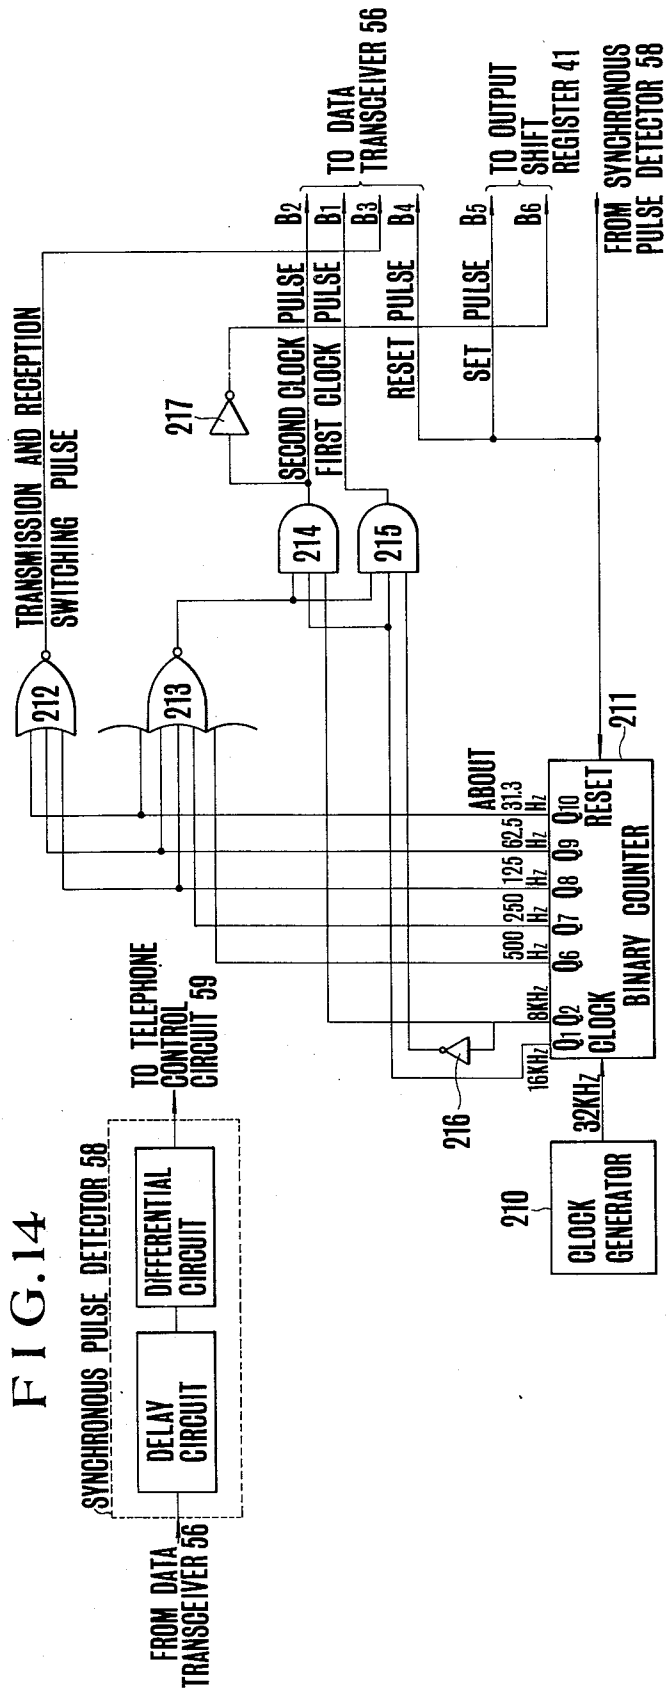 FIG.14
SYNCHRONOUS PULSE DETECTOR 58
FROM DATA
TRANSCEIVER 56
DELAY
CIRCUIT
DIFFERENTIAL
CIRCUIT
TO TELEPHONE
CONTROL
CIRCUIT 59
TRANSMISSION AND RECEPTION
SWITCHING PULSE
212
213
217
214
215
216
SECOND CLOCK PULSE
FIRST CLOCK PULSE
RESET PULSE
SET PULSE
B2
B1
B3
B4
TO DATA
TRANSCEIVER 56
B5
B6
TO OUTPUT
SHIFT
REGISTER 41
FROM SYNCHRONOUS
PULSE DETECTOR 58
210
CLOCK
GENERATOR
32KHz
16KHz
8KHz
500
Hz
250
Hz
125
Hz
62.5
Hz
ABOUT
31.3
Hz
Q1
Q2
Q6
Q7
Q8
Q9
Q10
CLOCK
RESET
BINARY COUNTER
211